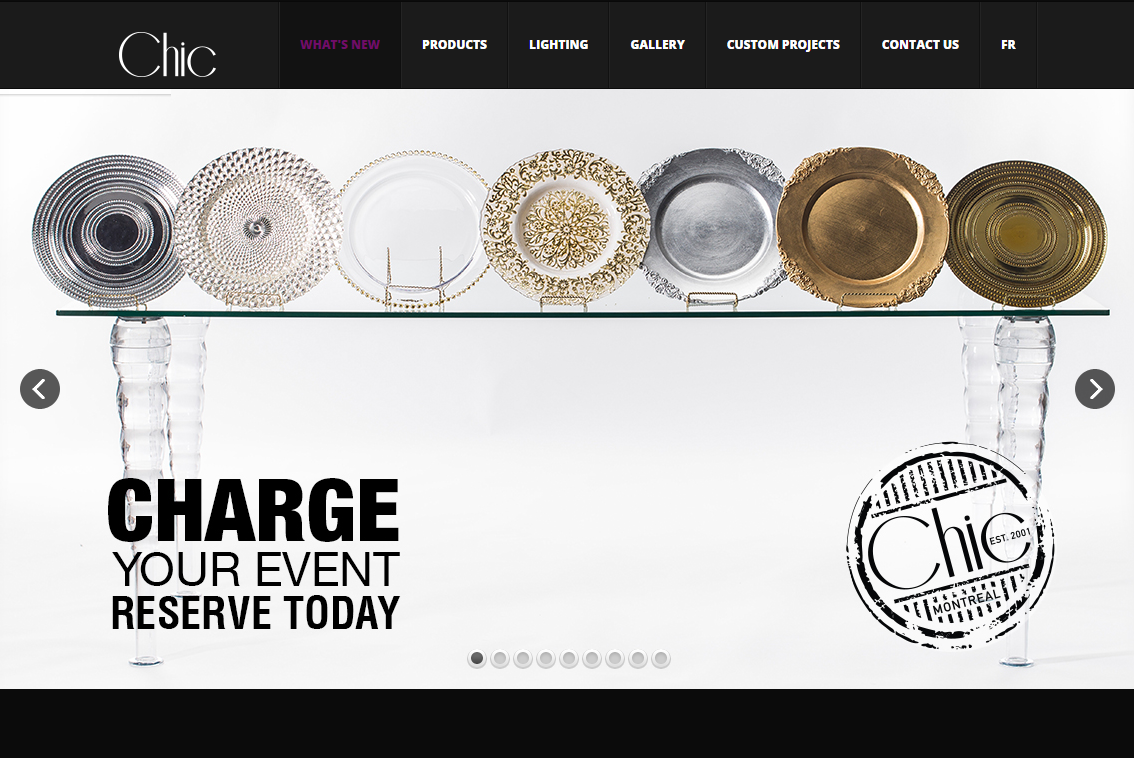 Chic
WHAT'S NEW
PRODUCTS
LIGHTING
GALLERY
CUSTOM PROJECTS
CONTACT US
FR
CHARGE
YOUR EVENT
RESERVE TODAY
Chic
EST. 2001
MONTREAL